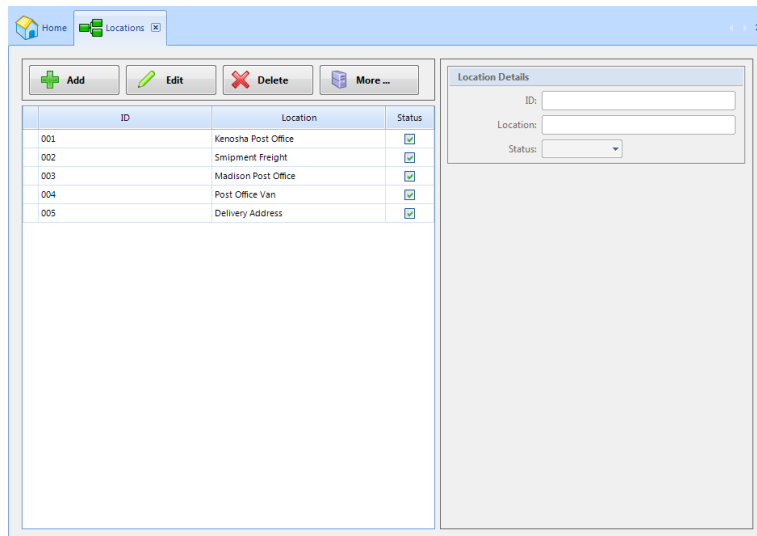 Home Locations
Add Edit Delete More ...
ID Location Status
001 Kenosha Post Office
002 Smipment Freight
003 Madison Post Office
004 Post Office Van
005 Delivery Address
Location Details
ID:
Location:
Status: